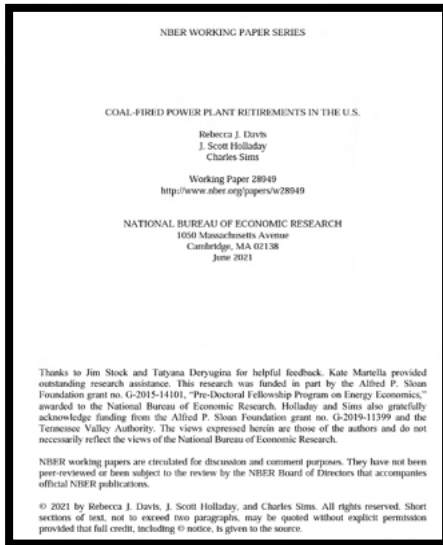 NBER WORKING PAPER SERIES
COAL-FIRED POWER PLANT RETIREMENTS IN THE U.S.
Rebecca J. Davis
J. Scott Holladay
Charles Sims
Working Paper 28949
http://www.nber.org/papers/w28949
NATIONAL BUREAU OF ECONOMIC RESEARCH
1050 Massachusetts Avenue
Cambridge, MA 02138
June 2021
Thanks to Jim Stock and Tatyana Deryugina for helpful feedback. Kate Martella provided
outstanding research assistance. This research was funded in part by the Alfred P. Sloan
Foundation grant no. G-2015-14101, "Pre-Doctoral Fellowship Program on Energy Economics,"
awarded to the National Bureau of Economic Research. Holladay and Sims also gratefully
acknowledge funding from the Alfred P. Sloan Foundation grant no. G-2019-11399 and the
Tennessee Valley Authority. The views expressed herein are those of the authors and do not
necessarily reflect the views of the National Bureau of Economic Research.
NBER working papers are circulated for discussion and comment purposes. They have not been
peer-reviewed or been subject to the review by the NBER Board of Directors that accompanies
official NBER publications.
© 2021 by Rebecca J. Davis, J. Scott Holladay, and Charles Sims. All rights reserved. Short
sections of text, not to exceed two paragraphs, may be quoted without explicit permission
provided that full credit, including © notice, is given to the source.